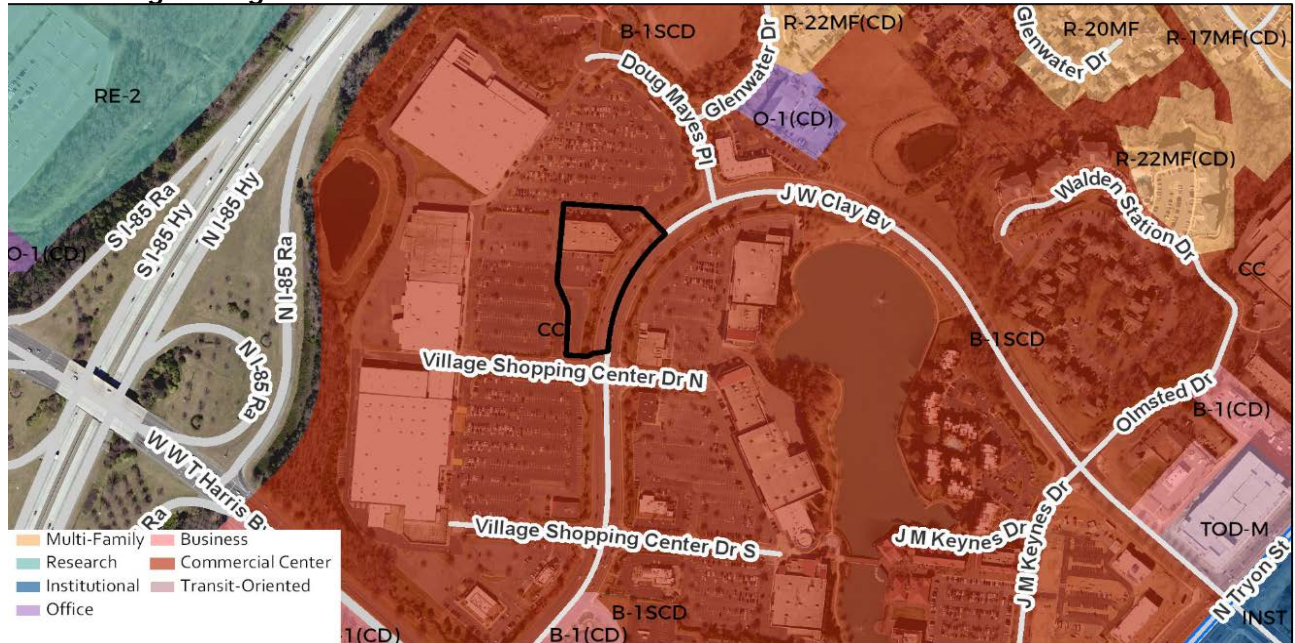 B-1SCD
R-22MF(CD)
Glenwater Dr
R-20MF
R-17MF(CD)
Glenwater Dr
Doug Mayes Pl
RE-2
O-1(CD)
S I-85 Ra
S I-85 Hy
N I-85 Hy
N I-85 Ra
J W Clay Bv
R-22MF(CD)
Walden Station Dr
O-1(CD)
N I-85 Ra
CC
CC
B-1SCD
Village Shopping Center Dr N
Olmsted Dr
B-1(CD)
W W T Harris B
Ra
Village Shopping Center Dr S
J M Keynes Dr
J M Keynes Dr
TOD-M
N Tryon St
Multi-Family
Business
Research
Commercial Center
Institutional
Transit-Oriented
Office
B-1SCD
INST
-1(CD)
B-1(CD)